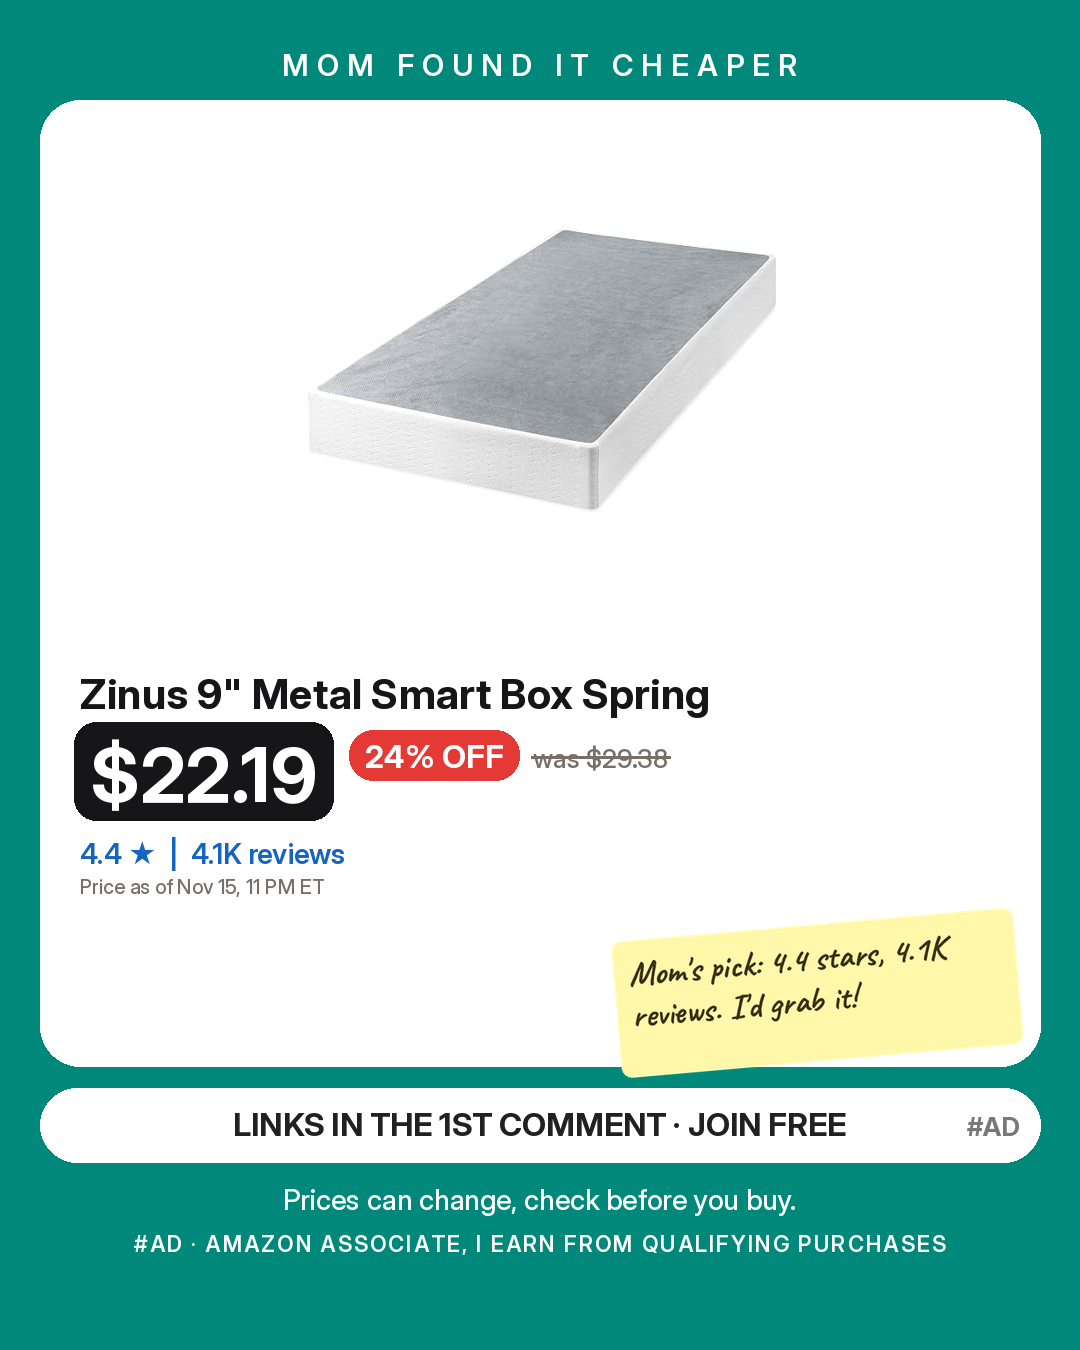 MOM FOUND IT CHEAPER
Zinus 9" Metal Smart Box Spring
$22.19 24% OFF was $29.38
4.4 ★ | 4.1K reviews
Price as of Nov 15, 11 PM ET
Mom's pick: 4.4 stars, 4.1K
reviews. I'd grab it!
LINKS IN THE 1ST COMMENT · JOIN FREE #AD
Prices can change, check before you buy.
#AD · AMAZON ASSOCIATE, I EARN FROM QUALIFYING PURCHASES